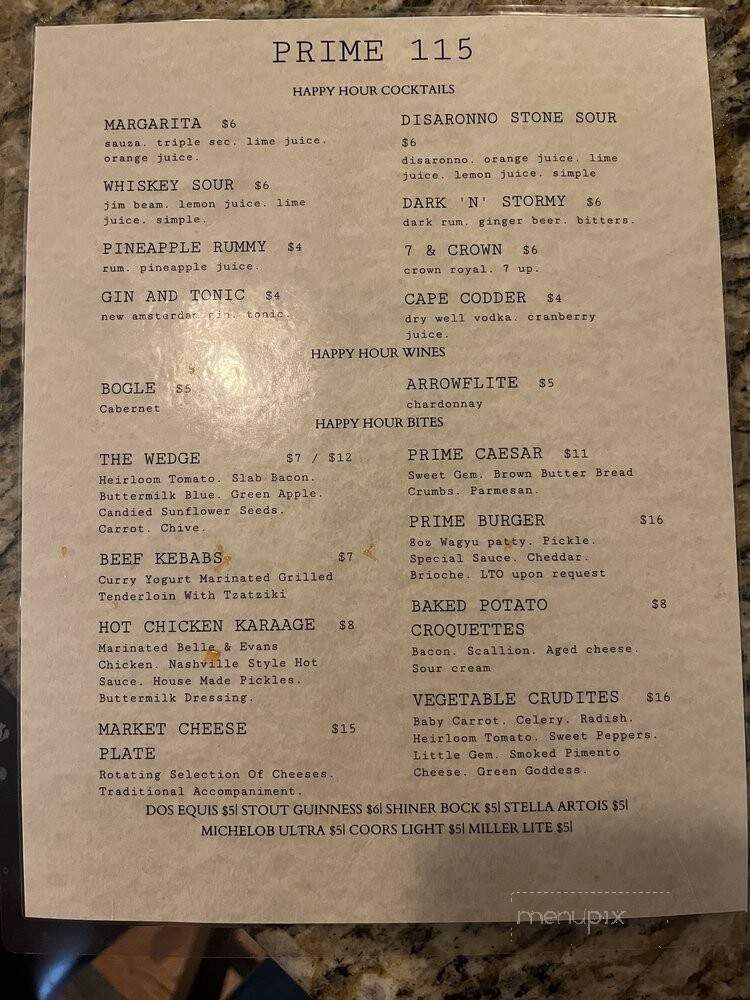 PRIME 115
HAPPY HOUR COCKTAILS
MARGARITA $6
sauza. triple sec. lime juice.
orange juice.
WHISKEY SOUR $6
jim beam. lemon juice. lime
juice. simple.
PINEAPPLE RUMMY $4
rum. pineapple juice.
GIN AND TONIC $4
new amsterdam gin. tonic.
DISARONNO STONE SOUR
$6
disaronno. orange juice. lime
juice. lemon juice. simple
DARK 'N' STORMY $6
dark rum. ginger beer. bitters.
7 & CROWN $6
crown royal. 7 up.
CAPE CODDER $4
dry well vodka. cranberry
juice.
HAPPY HOUR WINES
BOGLE $5
Cabernet
ARROWFLITE $5
chardonnay
HAPPY HOUR BITES
THE WEDGE $7 / $12
Heirloom Tomato. Slab Bacon.
Buttermilk Blue. Green Apple.
Candied Sunflower Seeds.
Carrot. Chive.
BEEF KEBABS $7
Curry Yogurt Marinated Grilled
Tenderloin With Tzatziki
HOT CHICKEN KARAAGE $8
Marinated Belle & Evans
Chicken. Nashville Style Hot
Sauce. House Made Pickles.
Buttermilk Dressing.
MARKET CHEESE $15
PLATE
Rotating Selection Of Cheeses.
Traditional Accompaniment.
PRIME CAESAR $11
Sweet Gem. Brown Butter Bread
Crumbs. Parmesan.
PRIME BURGER $16
8oz Wagyu patty. Pickle.
Special Sauce. Cheddar.
Brioche. LTO upon request
BAKED POTATO $8
CROQUETTES
Bacon. Scallion. Aged cheese.
Sour cream
VEGETABLE CRUDITES $16
Baby Carrot. Celery. Radish.
Heirloom Tomato. Sweet Peppers.
Little Gem. Smoked Pimento
Cheese. Green Goddess.
DOS EQUIS $5| STOUT GUINNESS $6| SHINER BOCK $5| STELLA ARTOIS $5|
MICHELOB ULTRA $5| COORS LIGHT $5| MILLER LITE $5|
menupix